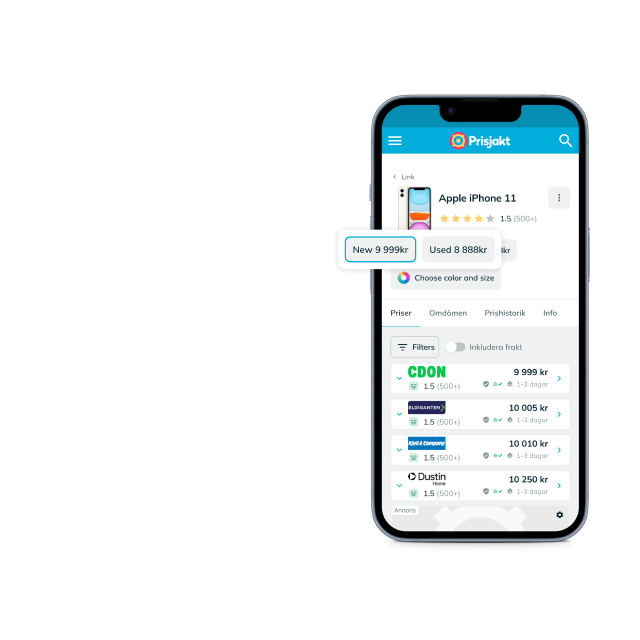 Prisjakt
Link
Apple iPhone 11
1.5 (500+)
New 9 999kr
Used 8 888kr
Choose color and size
Priser
Omdömen
Prishistorik
Info
Filters
Inkludera frakt
CDON
9 999 kr
1.5 (500+)
1-3 dagar
ELGIGANTEN
10 005 kr
1.5 (500+)
1-3 dagar
Kjell & Company
10 010 kr
1.5 (500+)
1-3 dagar
Dustin
Home
10 250 kr
1.5 (500+)
1-3 dagar
Annons